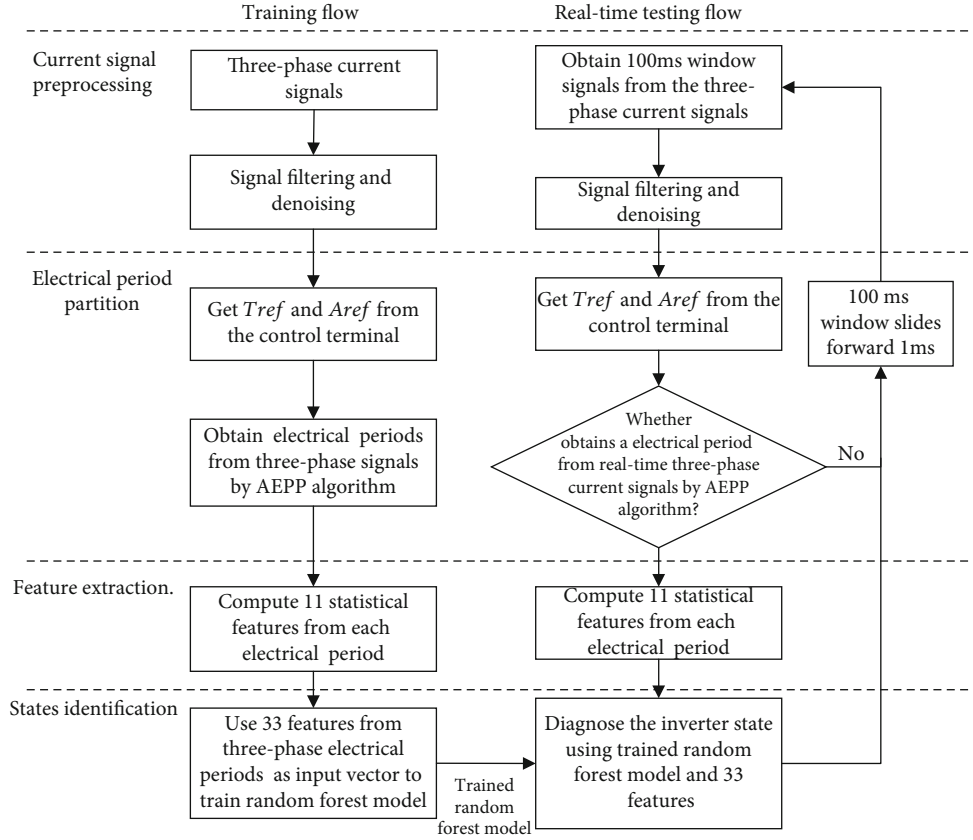 Training flow
Real-time testing flow
Current signal
preprocessing
Three-phase current
signals
Obtain 100ms window
signals from the three-
phase current signals
Signal filtering and
denoising
Signal filtering and
denoising
Electrical period
partition
Get Tref and Aref from
the control terminal
Get Tref and Aref from the
control terminal
100 ms
window slides
forward 1ms
Obtain electrical periods
from three-phase signals
by AEPP algorithm
Whether
obtains a electrical period
from real-time three-phase
current signals by AEPP
algorithm?
No
Feature extraction.
Compute 11 statistical
features from each
electrical period
Compute 11 statistical
features from each
electrical period
States identification
Use 33 features from
three-phase electrical
periods as input vector to
train random forest model
Trained
random
forest model
Diagnose the inverter state
using trained random
forest model and 33
features